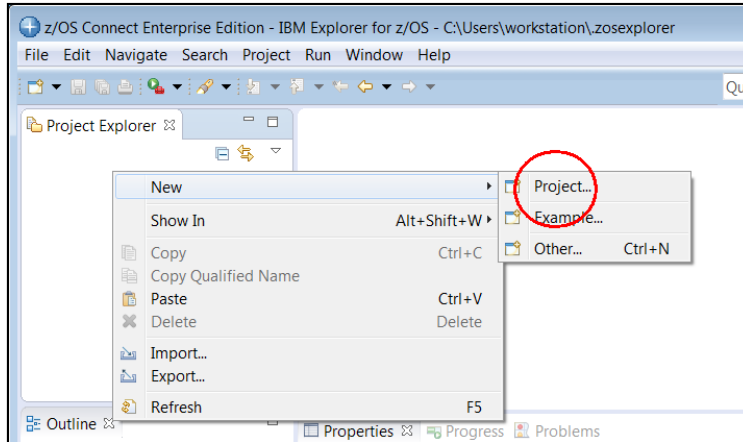 z/OS Connect Enterprise Edition - IBM Explorer for z/OS - C:\Users\workstation\.zosexplorer
File Edit Navigate Search Project Run Window Help
Qu
Project Explorer
New
Project...
Show In Alt+Shift+W
Example...
Other... Ctrl+N
Copy Ctrl+C
Copy Qualified Name
Paste Ctrl+V
Delete Delete
Import...
Export...
Refresh F5
Outline
Properties Progress Problems